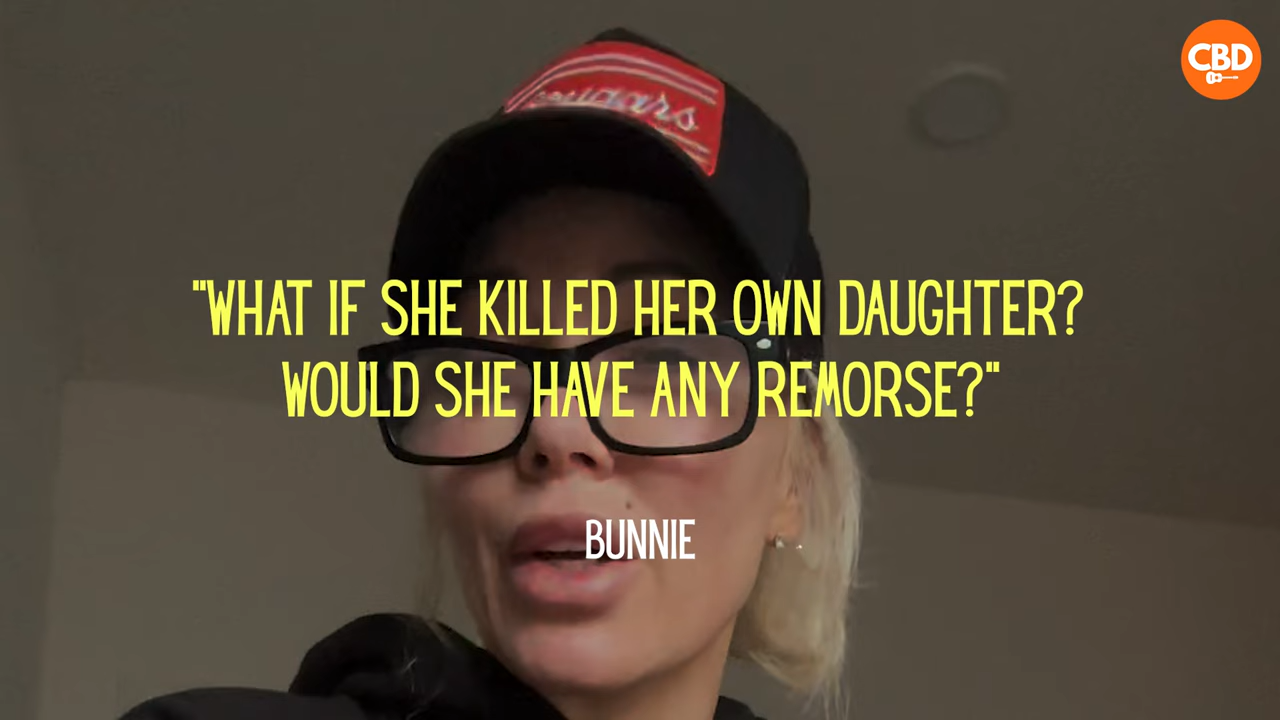 CBD
"WHAT IF SHE KILLED HER OWN DAUGHTER?
WOULD SHE HAVE ANY REMORSE?"
BUNNIE